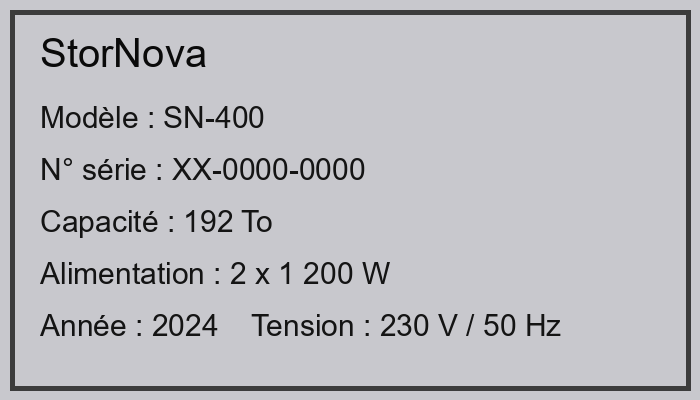 StorNova
Modèle : SN-400
N° série : XX-0000-0000
Capacité : 192 To
Alimentation : 2 x 1 200 W
Année : 2024    Tension : 230 V / 50 Hz